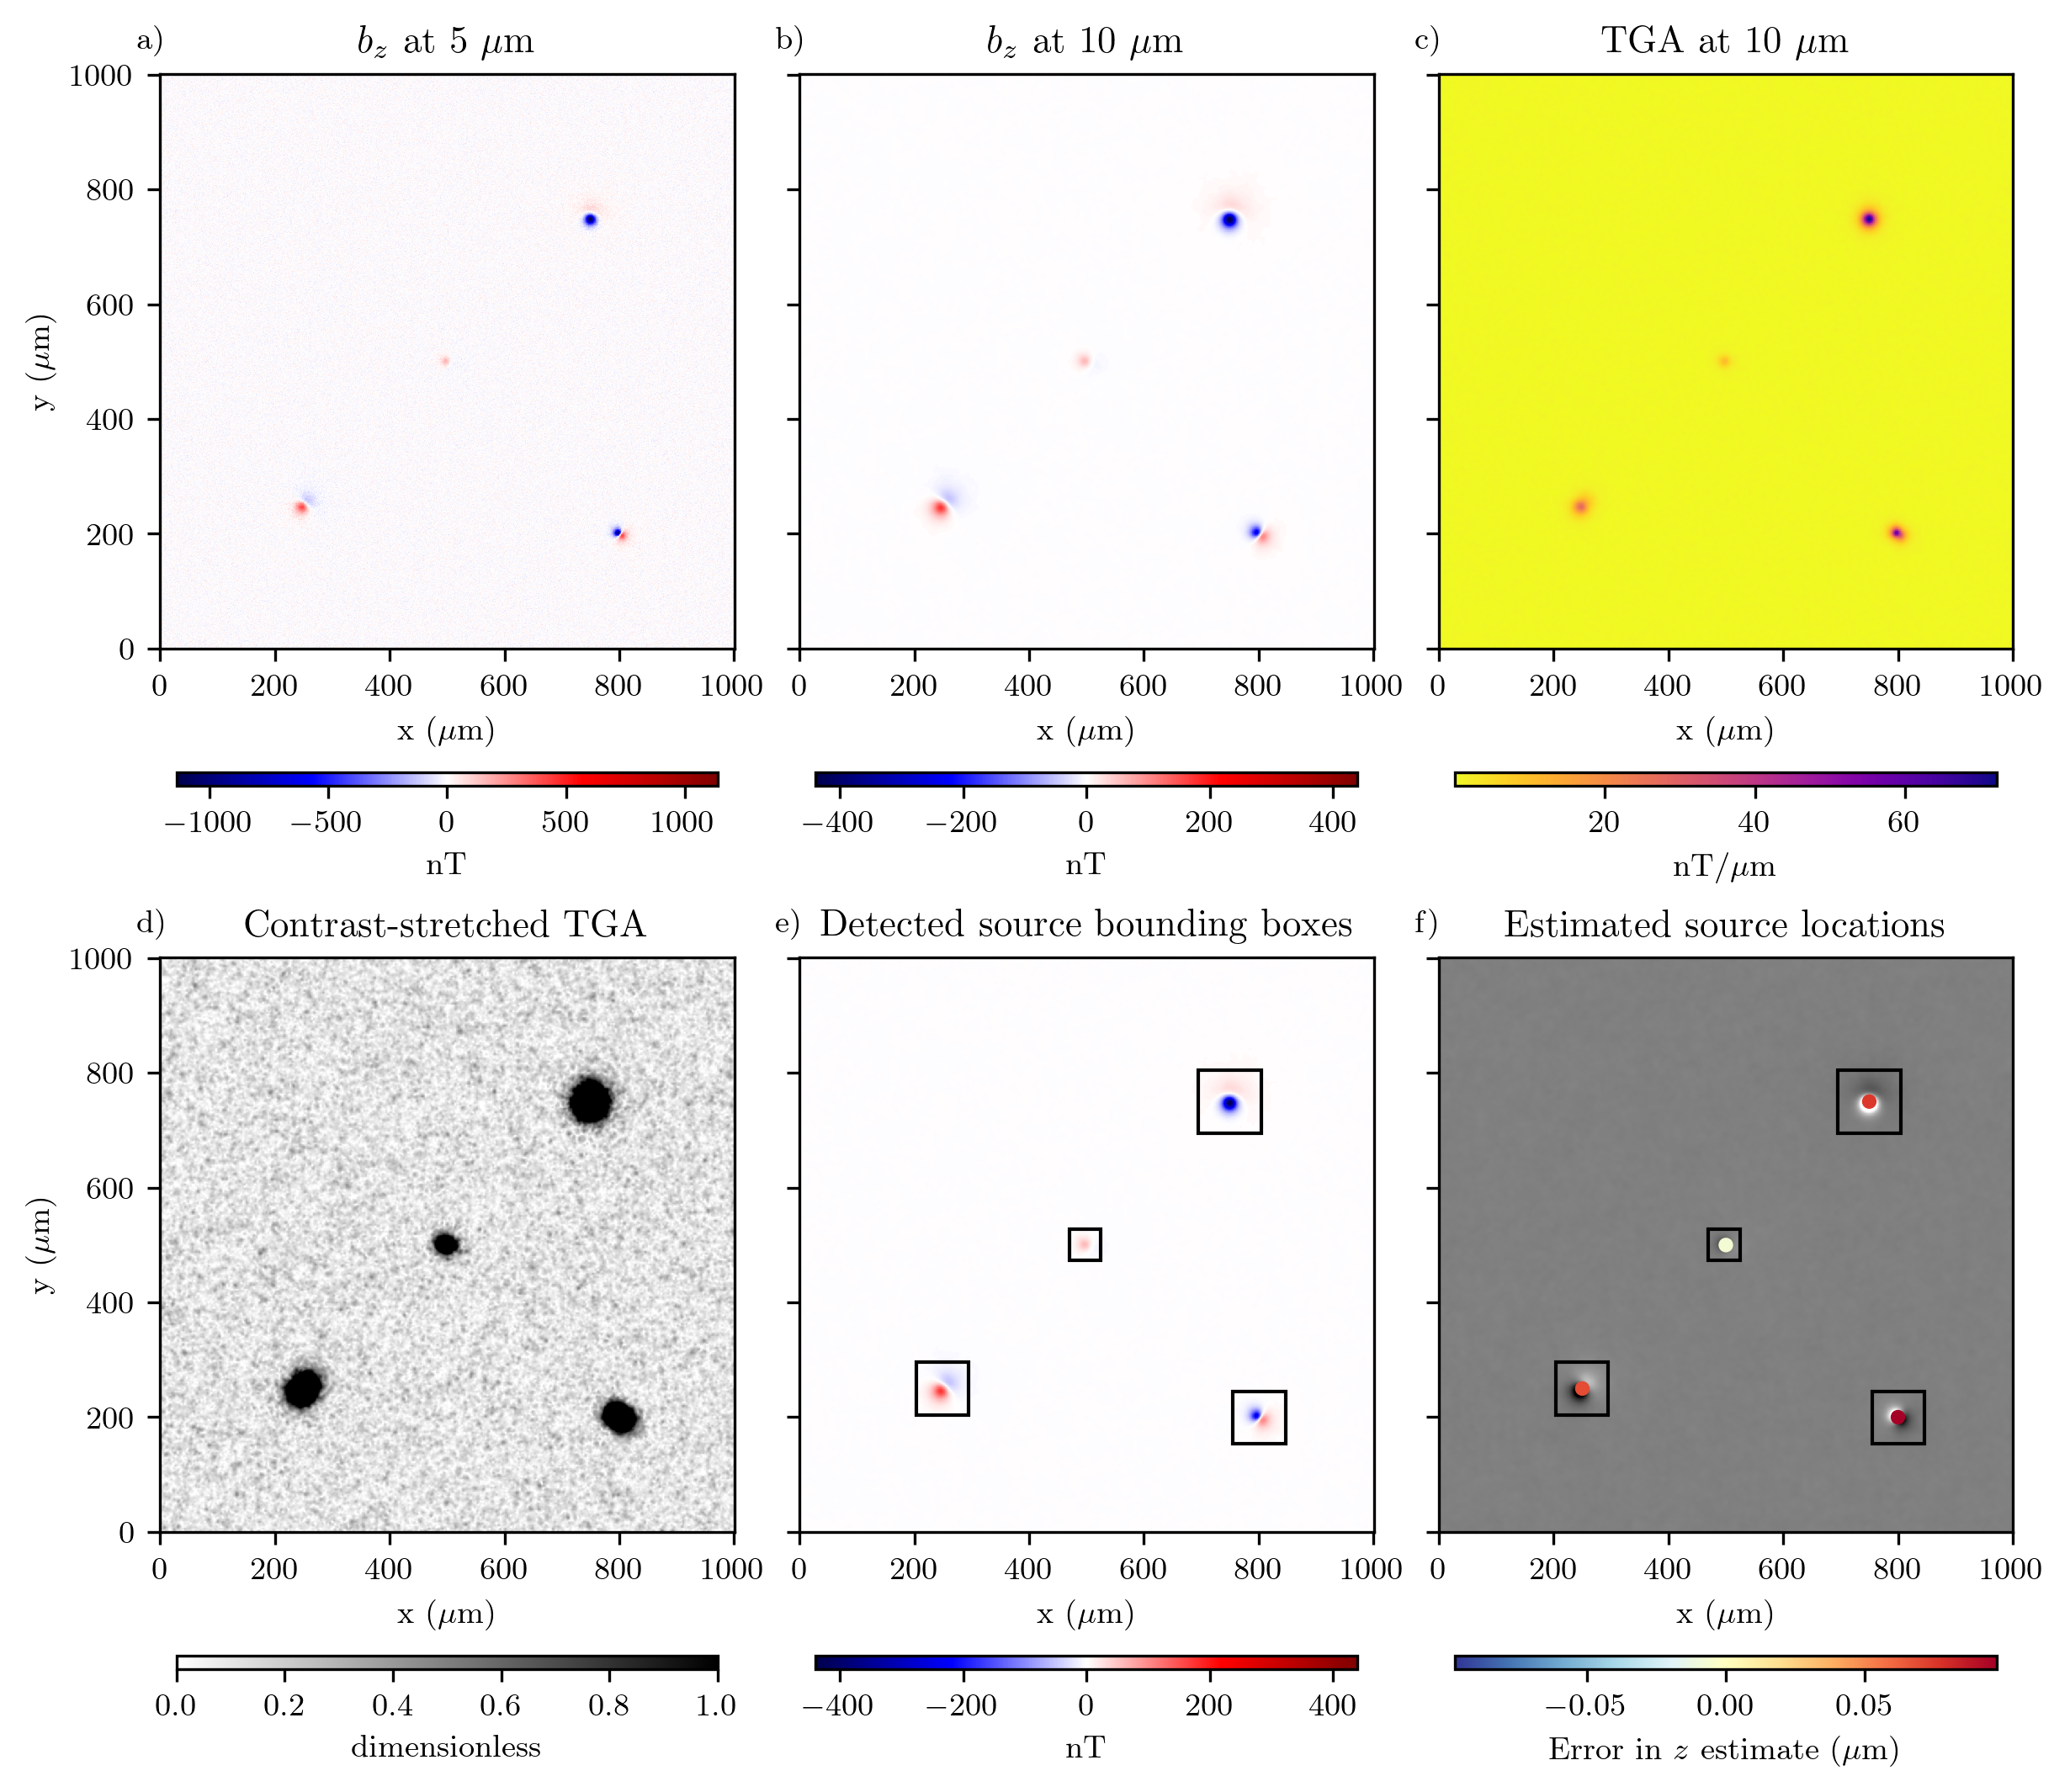 a) b_z at 5 μm b) b_z at 10 μm c) TGA at 10 μm
1000
800
600
400
200
0
y (μm)
0 200 400 600 800 1000 0 200 400 600 800 1000 0 200 400 600 800 1000
x (μm) x (μm) x (μm)
−1000 −500 0 500 1000 −400 −200 0 200 400 20 40 60
nT nT nT/μm
d) Contrast-stretched TGA e) Detected source bounding boxes f) Estimated source locations
1000
800
600
400
200
0
y (μm)
0 200 400 600 800 1000 0 200 400 600 800 1000 0 200 400 600 800 1000
x (μm) x (μm) x (μm)
0.0 0.2 0.4 0.6 0.8 1.0 −400 −200 0 200 400 −0.05 0.00 0.05
dimensionless nT Error in z estimate (μm)